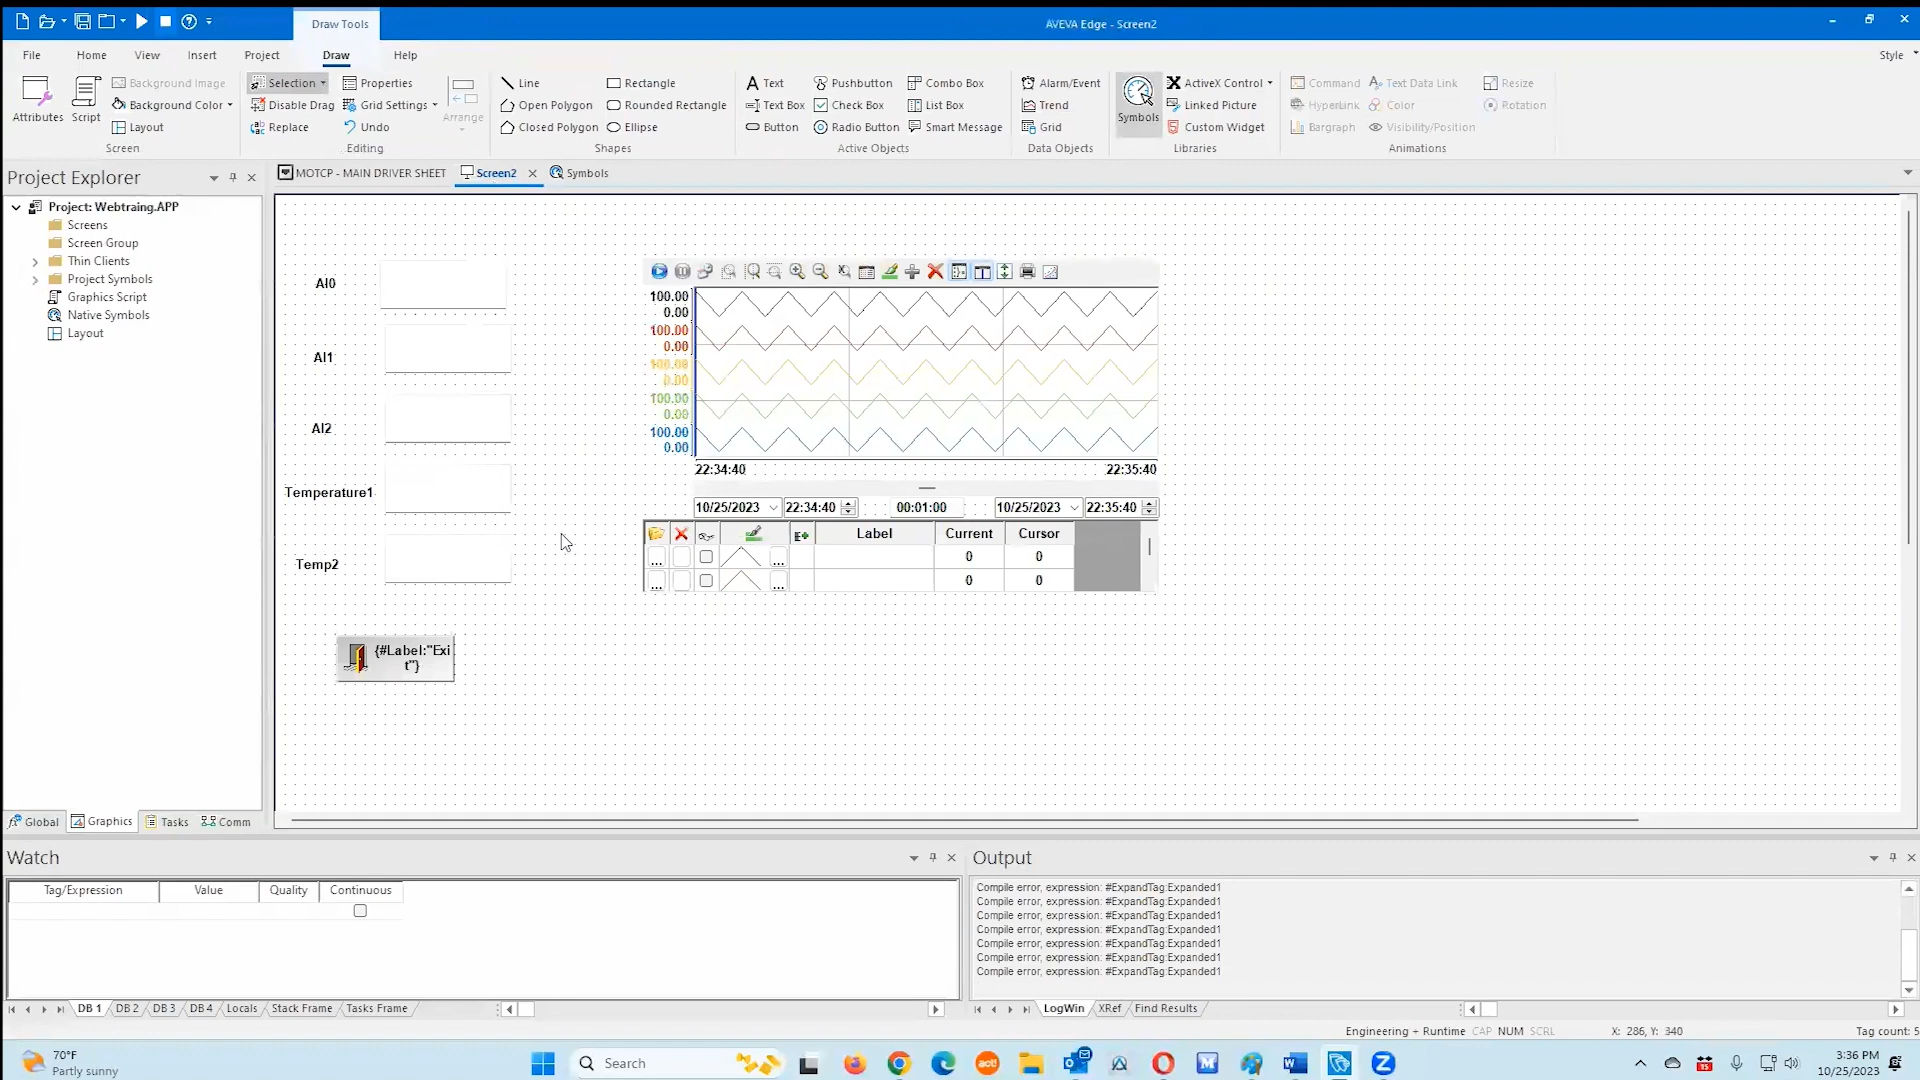 Draw Tools
AVEVA Edge - Screen2
File Home View Insert Project Draw Help Style
Attributes Script Background Image
Background Color
Layout
Screen
Selection Properties
Disable Drag Grid Settings
Replace Undo
Arrange
Editing
Line Rectangle
Open Polygon Rounded Rectangle
Closed Polygon Ellipse
Shapes
Text Pushbutton Combo Box
Text Box Check Box List Box
Button Radio Button Smart Message
Active Objects
Alarm/Event
Trend
Grid
Data Objects
Symbols ActiveX Control
Linked Picture
Custom Widget
Libraries
Command Text Data Link Resize
Hyperlink Color Rotation
Bargraph Visibility/Position
Animations
Project Explorer
Project: Webtraing.APP
Screens
Screen Group
Thin Clients
Project Symbols
Graphics Script
Native Symbols
Layout
Global Graphics Tasks Comm
MOTCP - MAIN DRIVER SHEET Screen2 Symbols
AI0
AI1
AI2
Temperature1
Temp2
{#Label:"Exi
t"}
100.00
0.00
100.00
0.00
100.00
0.00
100.00
0.00
100.00
0.00
22:34:40 22:35:40
10/25/2023 22:34:40 00:01:00 10/25/2023 22:35:40
Label Current Cursor
... ... 0 0
... ... 0 0
Watch
Tag/Expression Value Quality Continuous
DB 1 DB 2 DB 3 DB 4 Locals Stack Frame Tasks Frame
Output
Compile error, expression: #ExpandTag:Expanded1
Compile error, expression: #ExpandTag:Expanded1
Compile error, expression: #ExpandTag:Expanded1
Compile error, expression: #ExpandTag:Expanded1
Compile error, expression: #ExpandTag:Expanded1
Compile error, expression: #ExpandTag:Expanded1
Compile error, expression: #ExpandTag:Expanded1
LogWin XRef Find Results
Engineering + Runtime CAP NUM SCRL X: 286, Y: 340 Tag count: 5
70°F
Partly sunny
Search
act!
3:36 PM
10/25/2023